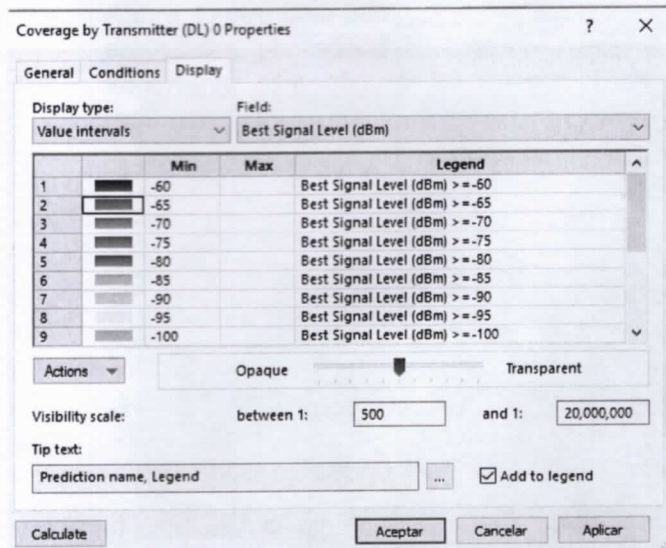 Coverage by Transmitter (DL) 0 Properties ? ×
General Conditions Display
Display type: Field:
Value intervals Best Signal Level (dBm)
Min Max Legend
1 -60 Best Signal Level (dBm) >=-60
2 -65 Best Signal Level (dBm) >=-65
3 -70 Best Signal Level (dBm) >=-70
4 -75 Best Signal Level (dBm) >=-75
5 -80 Best Signal Level (dBm) >=-80
6 -85 Best Signal Level (dBm) >=-85
7 -90 Best Signal Level (dBm) >=-90
8 -95 Best Signal Level (dBm) >=-95
9 -100 Best Signal Level (dBm) >=-100
Actions Opaque Transparent
Visibility scale: between 1: 500 and 1: 20,000,000
Tip text:
Prediction name, Legend ... Add to legend
Calculate Aceptar Cancelar Aplicar